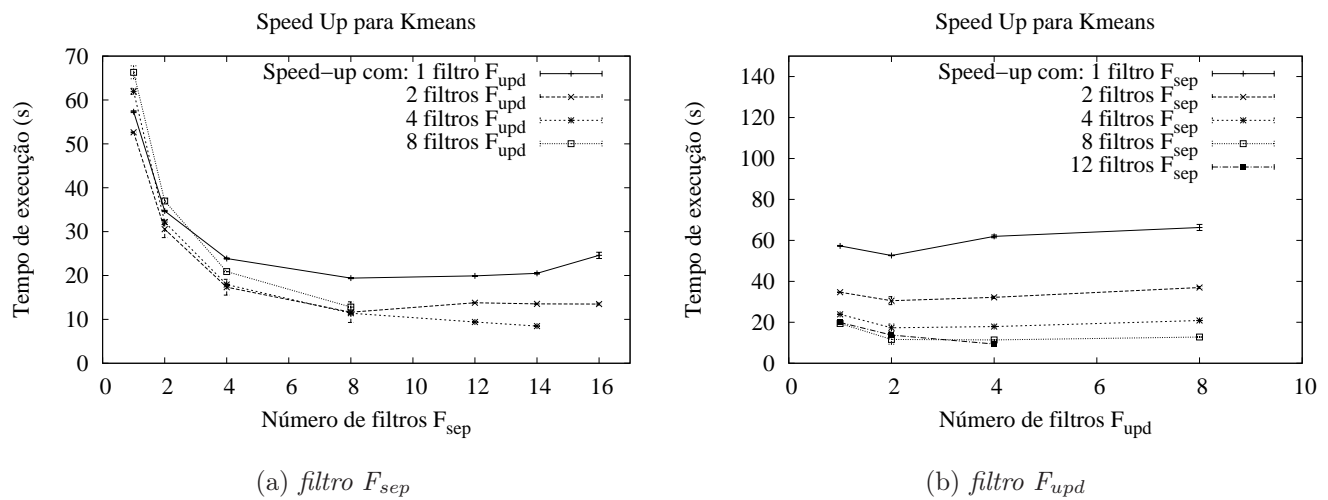 Speed Up para Kmeans
70
60
50
40
30
20
10
0
Tempo de execução (s)
Speed−up com: 1 filtro F_upd
2 filtros F_upd
4 filtros F_upd
8 filtros F_upd
0 2 4 6 8 10 12 14 16
Número de filtros F_sep
(a) filtro F_sep
Speed Up para Kmeans
140
120
100
80
60
40
20
0
Tempo de execução (s)
Speed−up com: 1 filtro F_sep
2 filtros F_sep
4 filtros F_sep
8 filtros F_sep
12 filtros F_sep
0 2 4 6 8 10
Número de filtros F_upd
(b) filtro F_upd